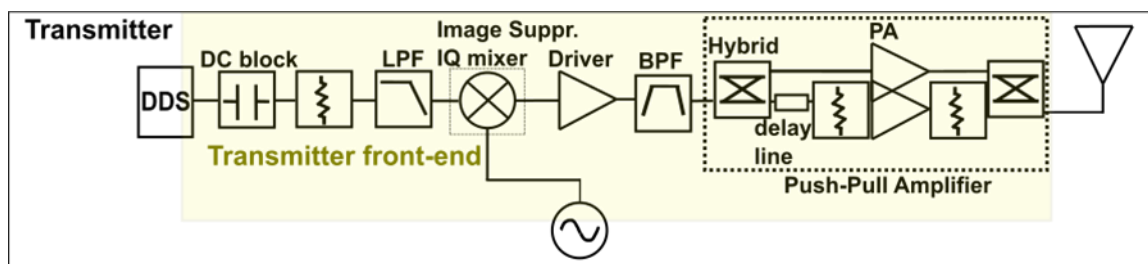 Transmitter
Image Suppr.
IQ mixer
DC block
LPF
Driver
BPF
Hybrid
PA
DDS
delay
line
Transmitter front-end
Push-Pull Amplifier